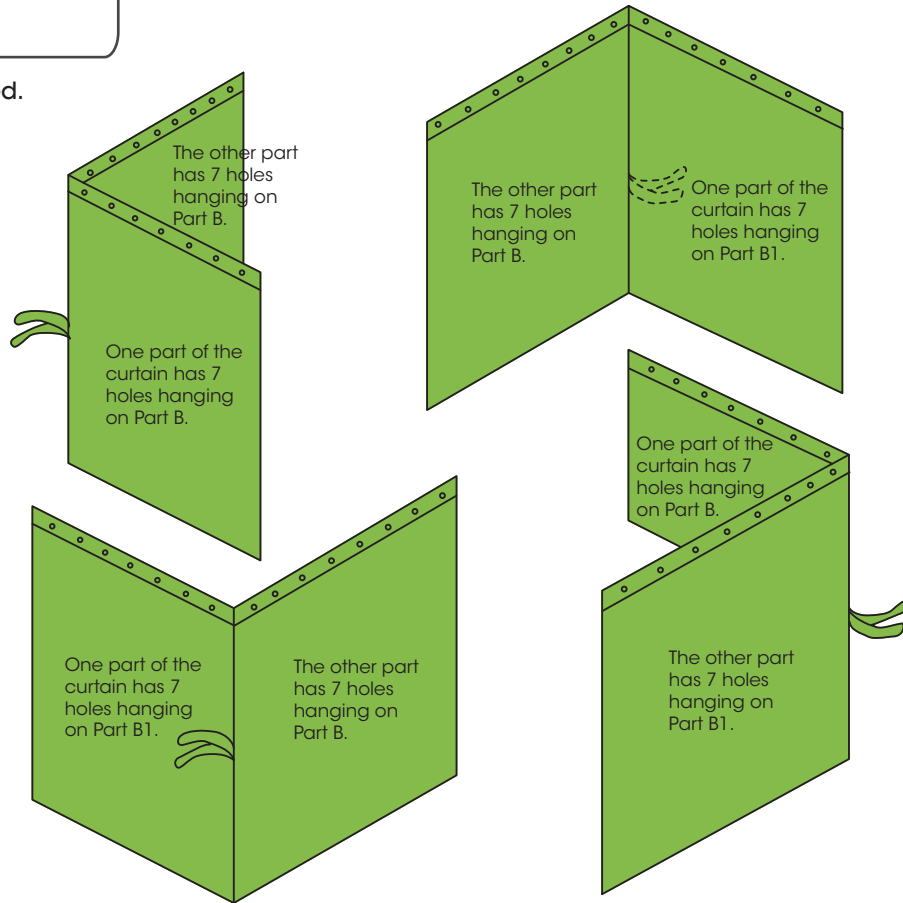 ed.
The other part
has 7 holes
hanging on
Part B.
One part of the
curtain has 7
holes hanging
on Part B.
The other part
has 7 holes
hanging on
Part B.
One part of the
curtain has 7
holes hanging
on Part B1.
One part of the
curtain has 7
holes hanging
on Part B1.
The other part
has 7 holes
hanging on
Part B.
One part of the
curtain has 7
holes hanging
on Part B.
The other part
has 7 holes
hanging on
Part B1.